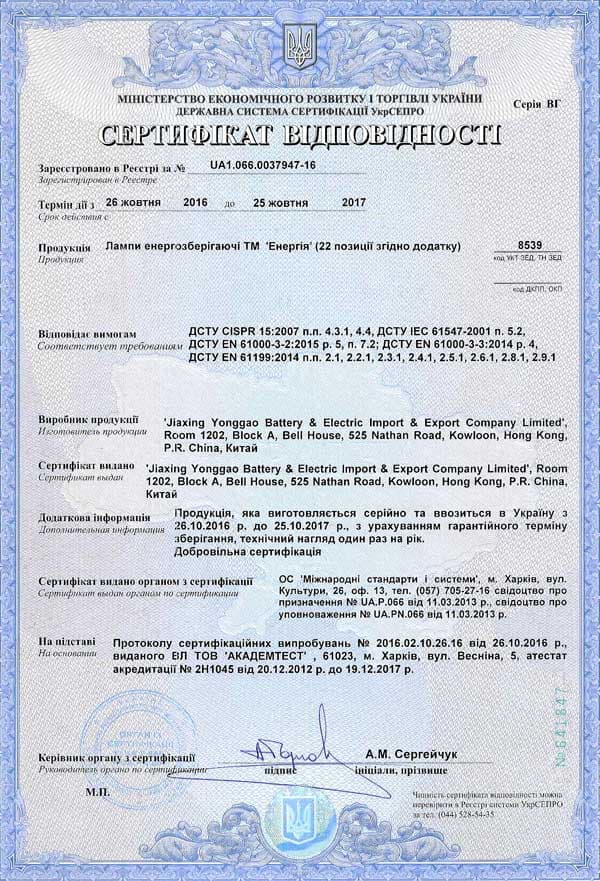 МІНІСТЕРСТВО ЕКОНОМІЧНОГО РОЗВИТКУ І ТОРГІВЛІ УКРАЇНИ
ДЕРЖАВНА СИСТЕМА СЕРТИФІКАЦІЇ УкрСЕПРО
Серія ВГ
СЕРТИФІКАТ ВІДПОВІДНОСТІ
Зареєстровано в Реєстрі за № UA1.066.0037947-16
Зарегистрирован в Реестре
Термін дії з 26 жовтня 2016 до 25 жовтня 2017
Срок действия с
Продукція Лампи енергозберігаючі ТМ 'Енергія' (22 позиції згідно додатку) 8539
Продукция
код УКТ ЗЕД, ТН ЗЕД
код ДКПП, ОКП
Відповідає вимогам ДСТУ CISPR 15:2007 п.п. 4.3.1, 4.4, ДСТУ IEC 61547-2001 п. 5.2,
Соответствует требованиям ДСТУ EN 61000-3-2:2015 р. 5, п. 7.2; ДСТУ EN 61000-3-3:2014 р. 4,
ДСТУ EN 61199:2014 п.п. 2.1, 2.2.1, 2.3.1, 2.4.1, 2.5.1, 2.6.1, 2.8.1, 2.9.1
Виробник продукції 'Jiaxing Yonggao Battery & Electric Import & Export Company Limited',
Изготовитель продукции Room 1202, Block A, Bell House, 525 Nathan Road, Kowloon, Hong Kong,
P.R. China, Китай
Сертифікат видано 'Jiaxing Yonggao Battery & Electric Import & Export Company Limited', Room
Сертификат выдан 1202, Block A, Bell House, 525 Nathan Road, Kowloon, Hong Kong, P.R. China,
Китай
Додаткова інформація Продукція, яка виготовляється серійно та ввозиться в Україну з
Дополнительная информация 26.10.2016 р. до 25.10.2017 р., з урахуванням гарантійного терміну
зберігання, технічний нагляд один раз на рік.
Добровільна сертифікація
Сертифікат видано органом з сертифікації ОС 'Міжнародні стандарти і системи', м. Харків, вул.
Сертификат выдан органом по сертификации Культури, 26, оф. 13, тел. (057) 705-27-16 свідоцтво про
призначення № UA.P.066 від 11.03.2013 р., свідоцтво про
уповноваження № UA.PN.066 від 11.03.2013 р.
На підставі Протоколу сертифікаційних випробувань № 2016.02.10.26.16 від 26.10.2016 р.,
На основании виданого ВЛ ТОВ 'АКАДЕМТЕСТ' , 61023, м. Харків, вул. Весніна, 5, атестат
акредитації № 2Н1045 від 20.12.2012 р. до 19.12.2017 р.
№641847
ОРГАН ІЗ
СЕРТИФІКАЦІЇ
Керівник органу з сертифікації А.М. Сергейчук
Руководитель органа по сертификации підпис ініціали, прізвище
М.П.
Чинність сертифіката відповідності можна
перевірити в Реєстрі системи УкрСЕПРО
за тел. (044) 528-54-35